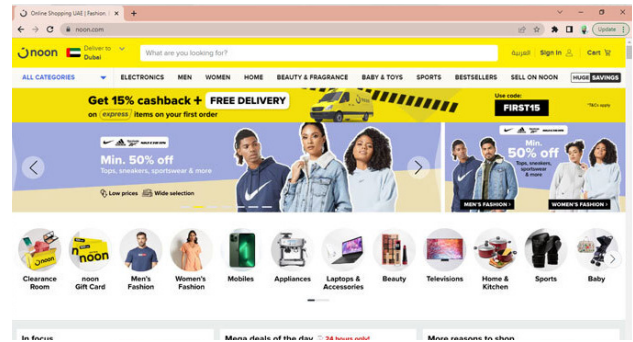 Online Shopping UAE | Fashion
noon.com
Update
noon
Deliver to
Dubai
What are you looking for?
العربية
Sign In
Cart
ALL CATEGORIES
ELECTRONICS
MEN
WOMEN
HOME
BEAUTY & FRAGRANCE
BABY & TOYS
SPORTS
BESTSELLERS
SELL ON NOON
HUGE SAVINGS
Get 15% cashback + FREE DELIVERY
on express items on your first order
noon
Use code:
FIRST15
*T&Cs apply
Min. 50% off
Tops, sneakers, sportswear & more
Low prices
Wide selection
Min.
50% off
Tops, sneakers,
sportswear
& more
MEN'S FASHION
WOMEN'S FASHION
noon
noon
Clearance
Room
noon
Gift Card
Men's
Fashion
Women's
Fashion
Mobiles
Appliances
Laptops &
Accessories
Beauty
Televisions
Home &
Kitchen
Sports
Baby
In focus
Mega deals of the day
24 hours only!
More reasons to shop